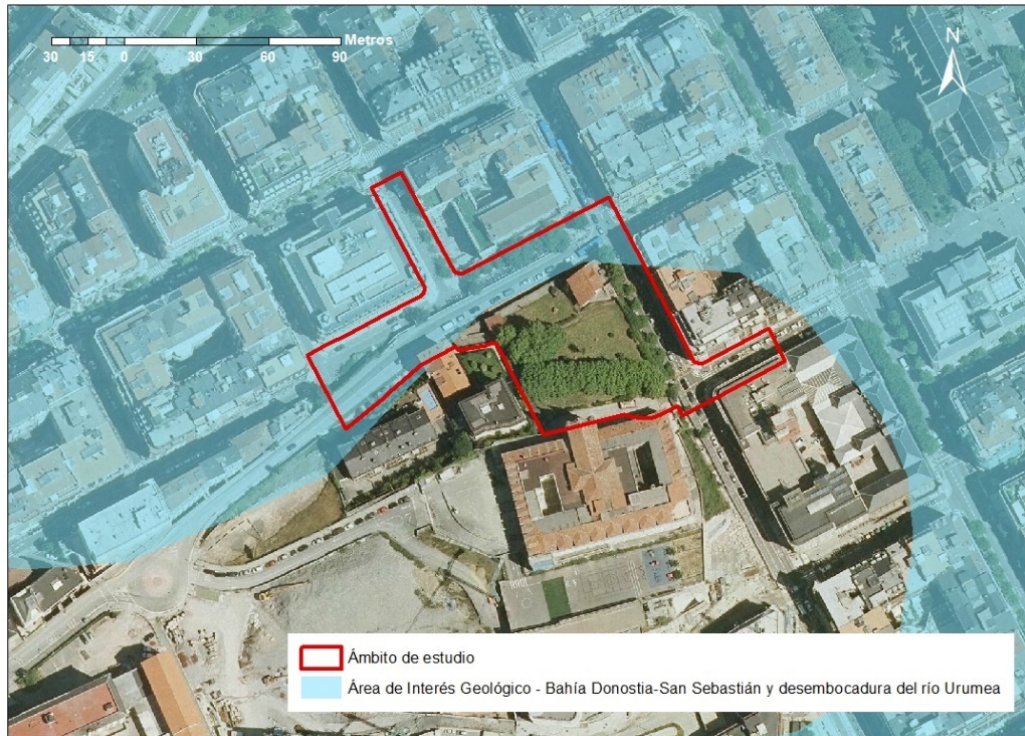 Metros
30 15 0 30 60 90
N
Ámbito de estudio
Área de Interés Geológico - Bahía Donostia-San Sebastián y desembocadura del río Urumea